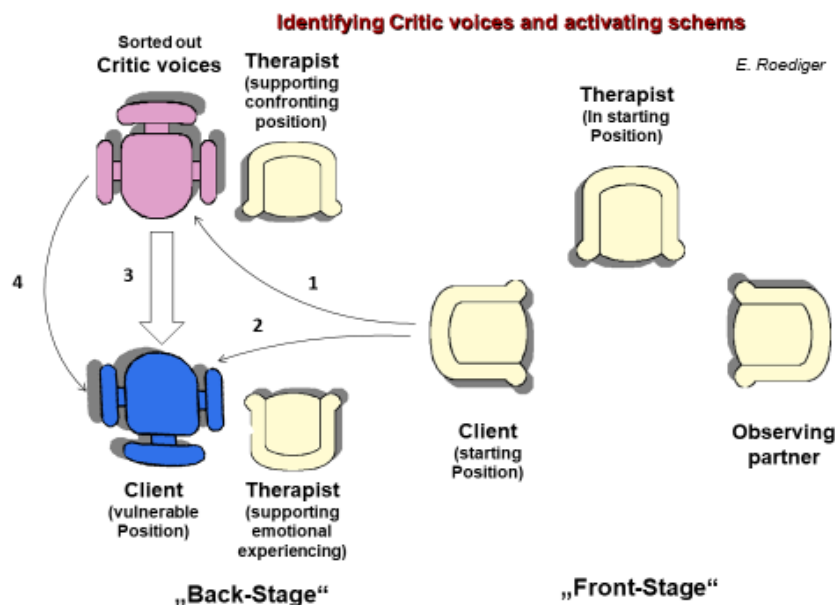 Identifying Critic voices and activating schems
E. Roediger
Sorted out
Critic voices
Therapist
(supporting
confronting
position)
Therapist
(In starting
Position)
4
3
1
2
Client
(vulnerable
Position)
Therapist
(supporting
emotional
experiencing)
Client
(starting
Position)
Observing
partner
„Back-Stage“
„Front-Stage“